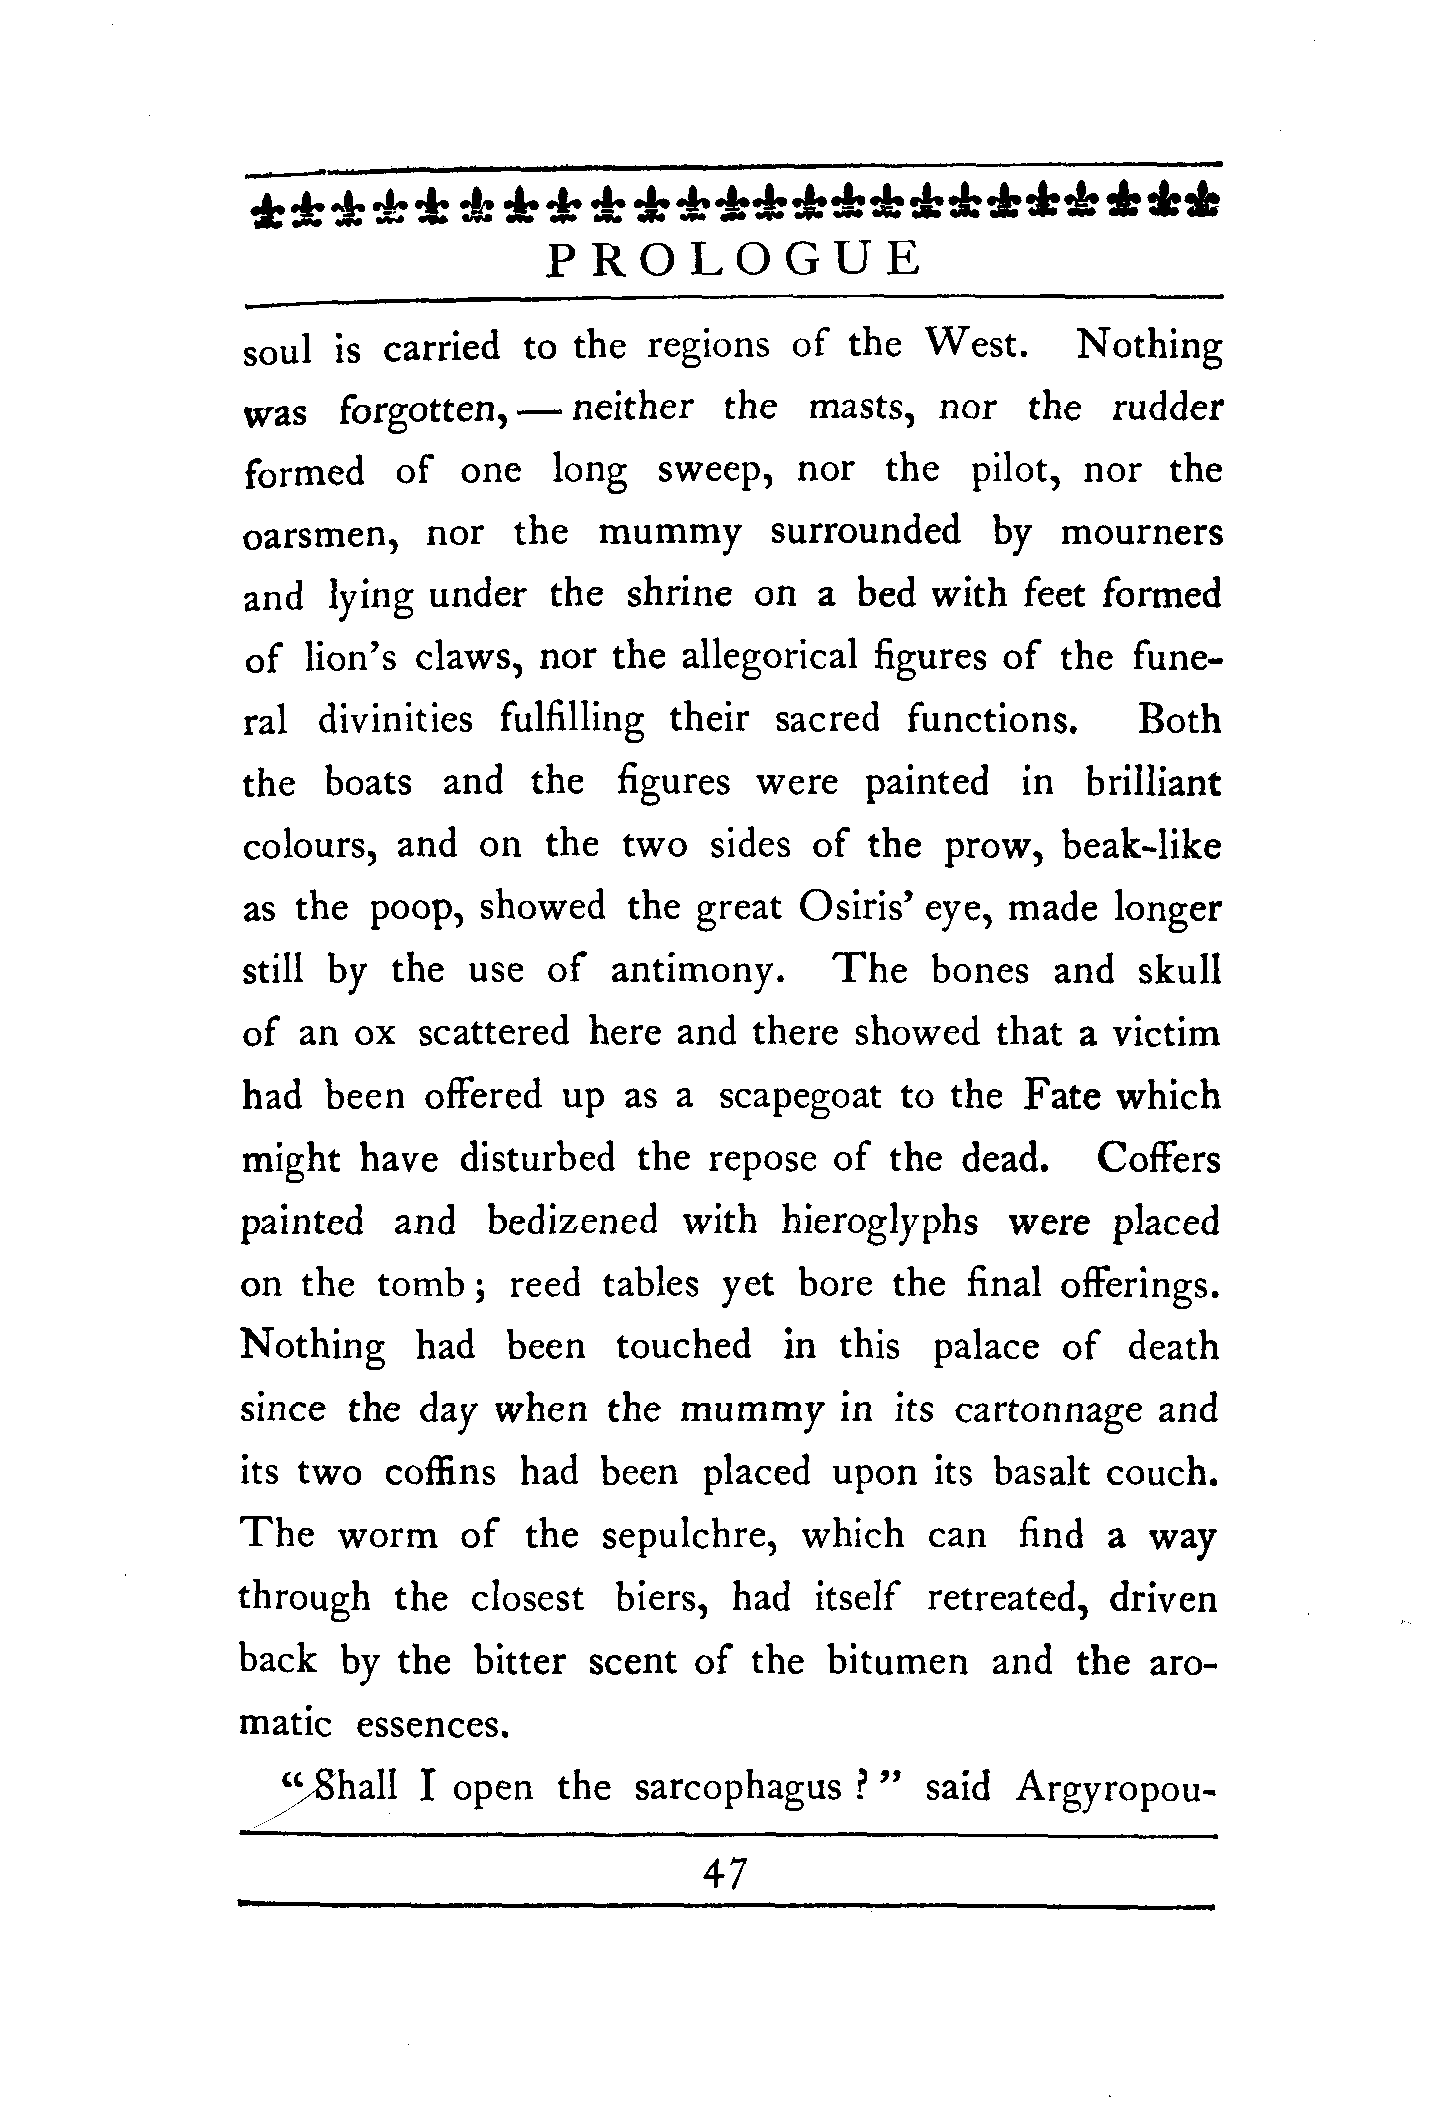 PROLOGUE
soul is carried to the regions of the West. Nothing
was forgotten,— neither the masts, nor the rudder
formed of one long sweep, nor the pilot, nor the
oarsmen, nor the mummy surrounded by mourners
and lying under the shrine on a bed with feet formed
of lion’s claws, nor the allegorical figures of the fune-
ral divinities fulfilling their sacred functions. Both
the boats and the figures were painted in brilliant
colours, and on the two sides of the prow, beak-like
as the poop, showed the great Osiris’ eye, made longer
still by the use of antimony. The bones and skull
of an ox scattered here and there showed that a victim
had been offered up as a scapegoat to the Fate which
might have disturbed the repose of the dead. Coffers
painted and bedizened with hieroglyphs were placed
on the tomb ; reed tables yet bore the final offerings.
Nothing had been touched in this palace of death
since the day when the mummy in its cartonnage and
its two coffins had been placed upon its basalt couch.
The worm of the sepulchre, which can find a way
through the closest biers, had itself retreated, driven
back by the bitter scent of the bitumen and the aro-
matic essences.
“Shall I open the sarcophagus ?” said Argyropou-
47